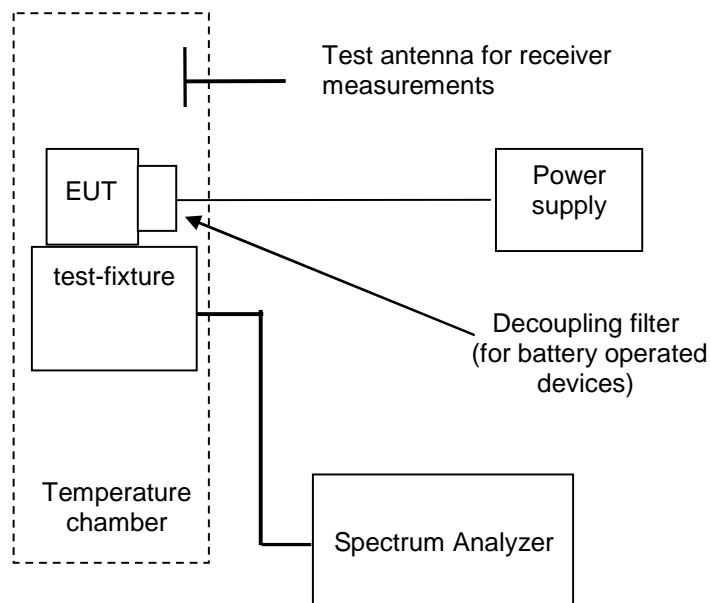 Test antenna for receiver
measurements
EUT
Power
supply
test-fixture
Decoupling filter
(for battery operated
devices)
Temperature
chamber
Spectrum Analyzer